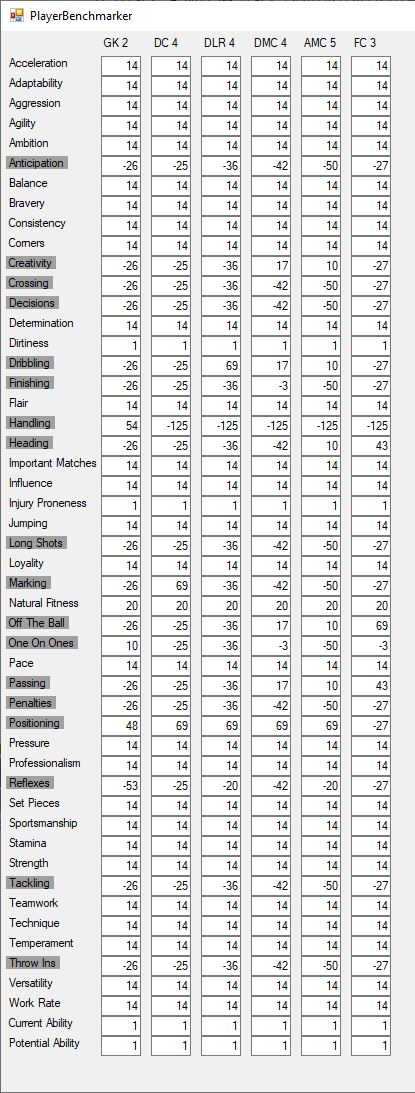 PlayerBenchmarker
GK 2 DC 4 DLR 4 DMC 4 AMC 5 FC 3
Acceleration 14 14 14 14 14 14
Adaptability 14 14 14 14 14 14
Aggression 14 14 14 14 14 14
Agility 14 14 14 14 14 14
Ambition 14 14 14 14 14 14
Anticipation -26 -25 -36 -42 -50 -27
Balance 14 14 14 14 14 14
Bravery 14 14 14 14 14 14
Consistency 14 14 14 14 14 14
Corners 14 14 14 14 14 14
Creativity -26 -25 -36 17 10 -27
Crossing -26 -25 -36 -42 -50 -27
Decisions -26 -25 -36 -42 -50 -27
Determination 14 14 14 14 14 14
Dirtiness 1 1 1 1 1 1
Dribbling -26 -25 69 17 10 -27
Finishing -26 -25 -36 -3 -50 -27
Flair 14 14 14 14 14 14
Handling 54 -125 -125 -125 -125 -125
Heading -26 -25 -36 -42 10 43
Important Matches 14 14 14 14 14 14
Influence 14 14 14 14 14 14
Injury Proneness 1 1 1 1 1 1
Jumping 14 14 14 14 14 14
Long Shots -26 -25 -36 -42 -50 -27
Loyality 14 14 14 14 14 14
Marking -26 69 -36 -42 -50 -27
Natural Fitness 20 20 20 20 20 20
Off The Ball -26 -25 -36 17 10 69
One On Ones 10 -25 -36 -3 -50 -3
Pace 14 14 14 14 14 14
Passing -26 -25 -36 17 10 43
Penalties -26 -25 -36 -42 -50 -27
Positioning 48 69 69 69 69 -27
Pressure 14 14 14 14 14 14
Professionalism 14 14 14 14 14 14
Reflexes -53 -25 -20 -42 -20 -27
Set Pieces 14 14 14 14 14 14
Sportsmanship 14 14 14 14 14 14
Stamina 14 14 14 14 14 14
Strength 14 14 14 14 14 14
Tackling -26 -25 -36 -42 -50 -27
Teamwork 14 14 14 14 14 14
Technique 14 14 14 14 14 14
Temperament 14 14 14 14 14 14
Throw Ins -26 -25 -36 -42 -50 -27
Versatility 14 14 14 14 14 14
Work Rate 14 14 14 14 14 14
Current Ability 1 1 1 1 1 1
Potential Ability 1 1 1 1 1 1